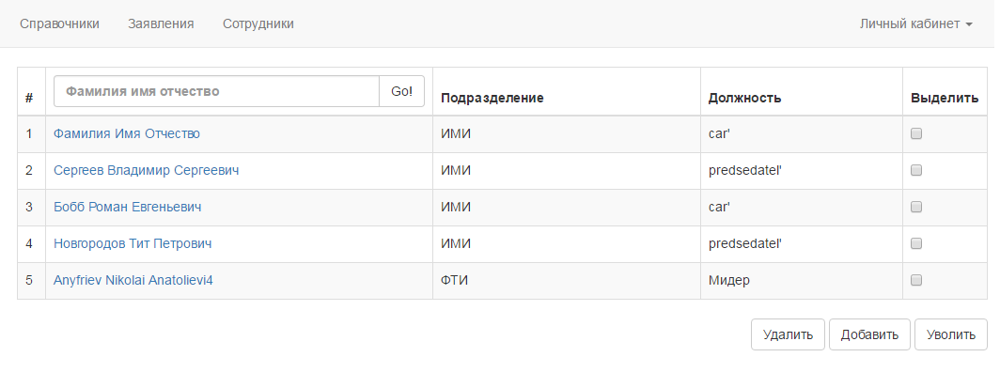 Справочники Заявления Сотрудники Личный кабинет
# Фамилия имя отчество Go! Подразделение Должность Выделить
1 Фамилия Имя Отчество ИМИ car'
2 Сергеев Владимир Сергеевич ИМИ predsedatel'
3 Бобб Роман Евгеньевич ИМИ car'
4 Новгородов Тит Петрович ИМИ predsedatel'
5 Anyfriev Nikolai Anatolievi4 ФТИ Мидер
Удалить Добавить Уволить